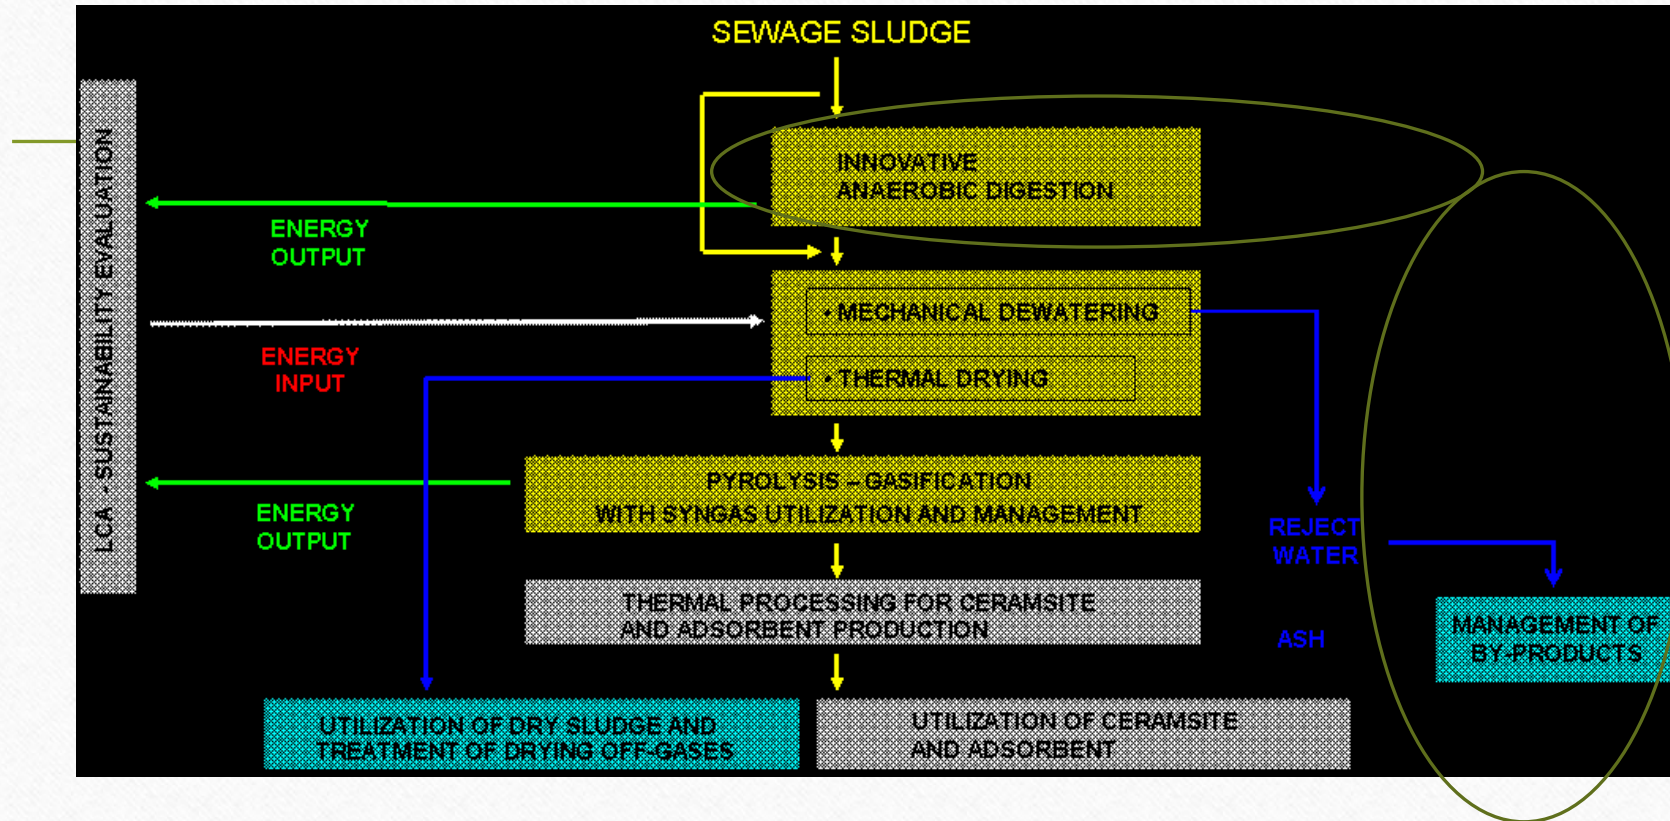 SEWAGE SLUDGE
LCA - SUSTAINABILITY EVALUATION
INNOVATIVE
ANAEROBIC DIGESTION
ENERGY
OUTPUT
• MECHANICAL DEWATERING
ENERGY
INPUT
• THERMAL DRYING
PYROLYSIS – GASIFICATION
WITH SYNGAS UTILIZATION AND MANAGEMENT
ENERGY
OUTPUT
REJECT
WATER
THERMAL PROCESSING FOR CERAMSITE
AND ADSORBENT PRODUCTION
ASH
MANAGEMENT OF
BY-PRODUCTS
UTILIZATION OF DRY SLUDGE AND
TREATMENT OF DRYING OFF-GASES
UTILIZATION OF CERAMSITE
AND ADSORBENT